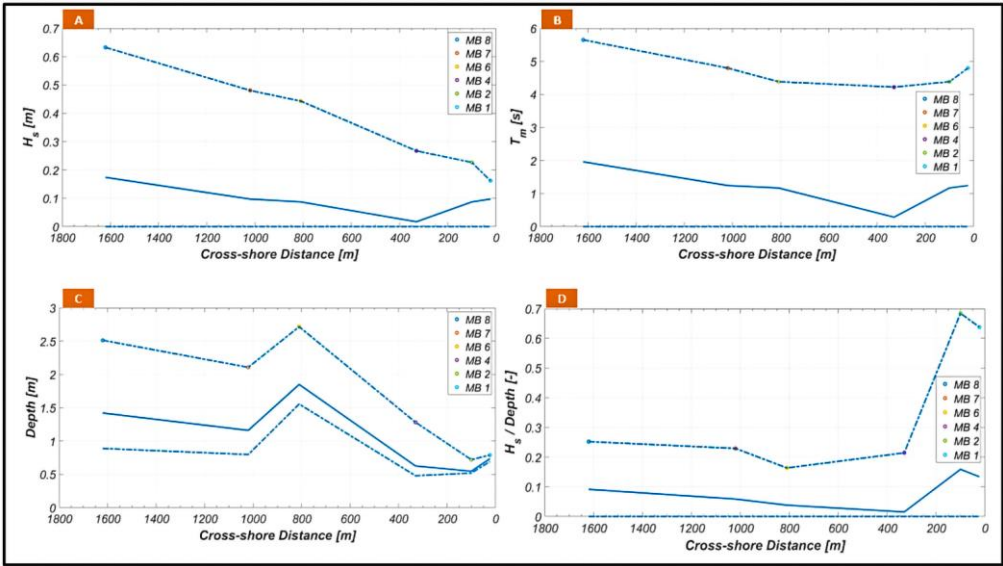 A
0.7
0.6
0.5
0.4
0.3
0.2
0.1
0
H_s [m]
1800 1600 1400 1200 1000 800 600 400 200 0
Cross-shore Distance [m]
MB 8
MB 7
MB 6
MB 4
MB 2
MB 1
B
6
5
4
3
2
1
0
T_m [s]
1800 1600 1400 1200 1000 800 600 400 200 0
Cross-shore Distance [m]
MB 8
MB 7
MB 6
MB 4
MB 2
MB 1
C
3
2.5
2
1.5
1
0.5
0
Depth [m]
1800 1600 1400 1200 1000 800 600 400 200 0
Cross-shore Distance [m]
MB 8
MB 7
MB 6
MB 4
MB 2
MB 1
D
0.7
0.6
0.5
0.4
0.3
0.2
0.1
0
H_s / Depth [-]
1800 1600 1400 1200 1000 800 600 400 200 0
Cross-shore Distance [m]
MB 8
MB 7
MB 6
MB 4
MB 2
MB 1